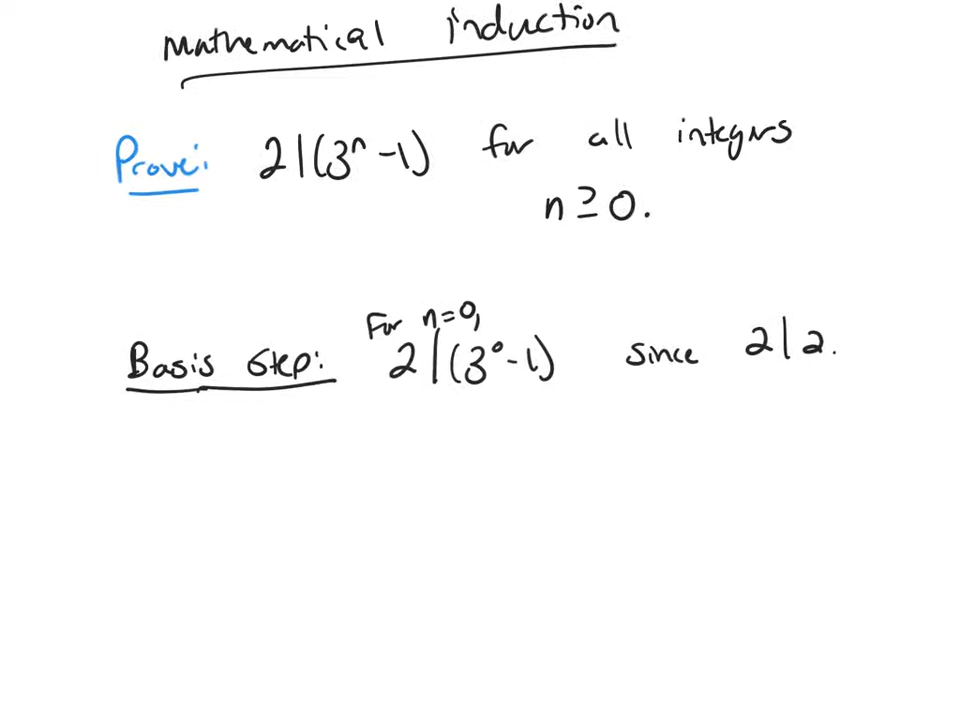 Mathematical induction
Prove: 2|(3ⁿ-1) for all integers
n≥0.
For n=0,
Basis Step: 2|(3⁰-1) since 2|2.